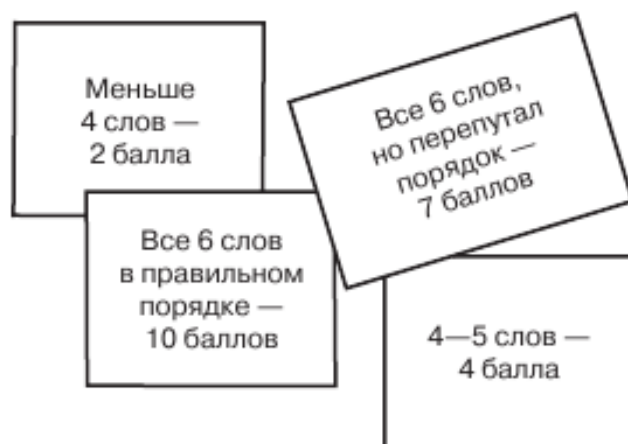 Меньше
4 слов —
2 балла
Все 6 слов,
но перепутал
порядок —
7 баллов
Все 6 слов
в правильном
порядке —
10 баллов
4—5 слов —
4 балла